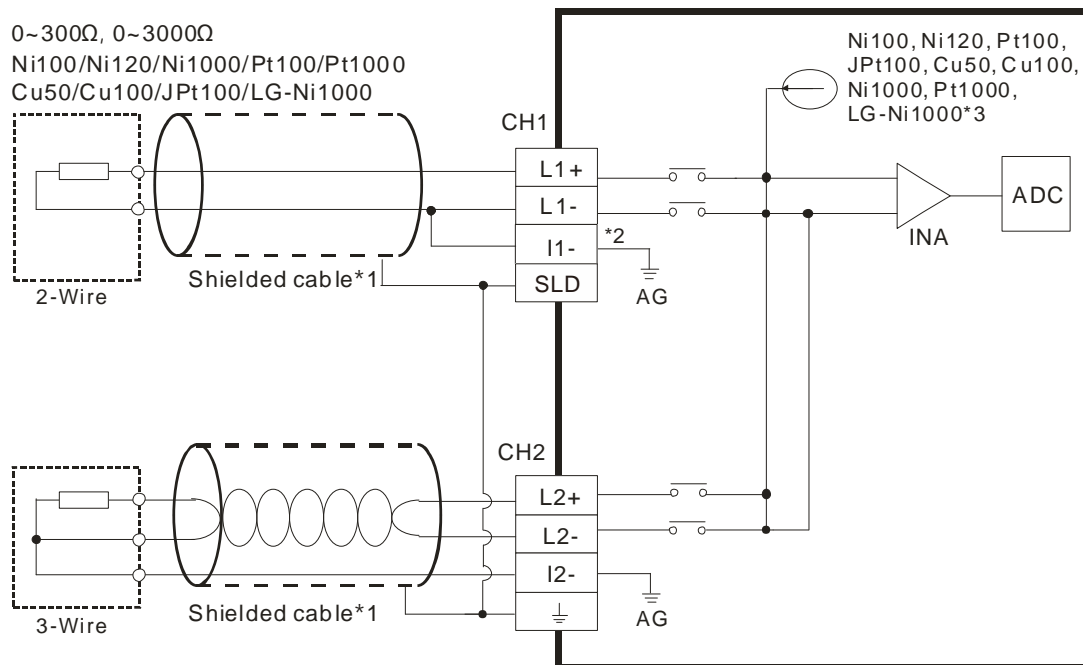 0~300Ω, 0~3000Ω
Ni100/Ni120/Ni1000/Pt100/Pt1000
Cu50/Cu100/JPt100/LG-Ni1000
Ni100, Ni120, Pt100,
JPt100, Cu50, Cu100,
Ni1000, Pt1000,
LG-Ni1000*3
CH1
L1+
L1-
I1-
*2
SLD
AG
INA
ADC
Shielded cable*1
2-Wire
CH2
L2+
L2-
I2-
AG
Shielded cable*1
3-Wire